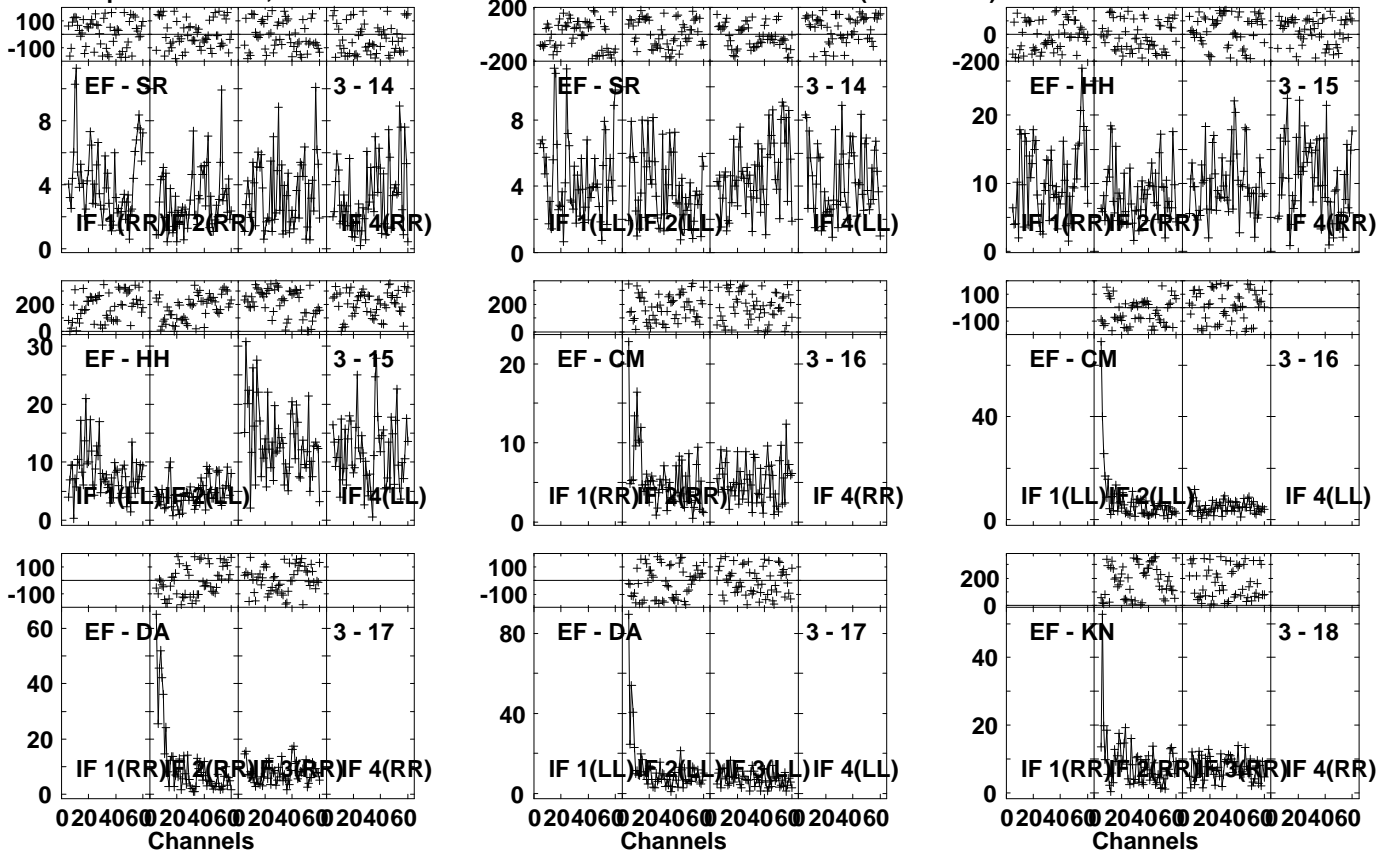 200
100 100
-100 0
-200 -200
EF - SR 3 - 14 EF - SR 3 - 14 EF - HH 3 - 15
8 8 20
4 4 10
IF 1(RR) IF 2(RR) IF 4(RR) IF 1(LL) IF 2(LL) IF 4(LL) IF 1(RR) IF 2(RR) IF 4(RR)
0 0 0
200 200 100
0 -100
30 EF - HH 3 - 15 EF - CM 3 - 16 EF - CM 3 - 16
20 20 40
10 10
IF 1(LL) IF 2(LL) IF 4(LL) IF 1(RR) IF 2(RR) IF 4(RR) IF 1(LL) IF 2(LL) IF 4(LL)
0 0 0
100 100 200
-100 -100 0
60 EF - DA 3 - 17 80 EF - DA 3 - 17 EF - KN 3 - 18
40 40 40
20 20
IF 1(RR) IF 2(RR) IF 3(RR) IF 4(RR) IF 1(LL) IF 2(LL) IF 3(LL) IF 4(LL) IF 1(RR) IF 2(RR) IF 3(RR) IF 4(RR)
0 0 0
0 20 40 60 0 20 40 60 0 20 40 60 0 20 40 60 0 20 40 60 0 20 40 60 0 20 40 60 0 20 40 60 0 20 40 60 0 20 40 60 0 20 40 60 0 20 40 60
Channels Channels Channels